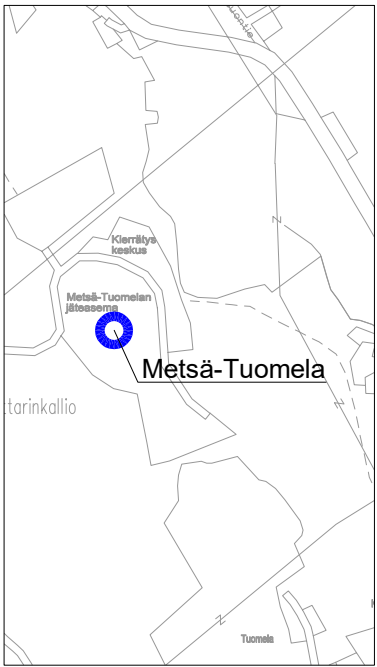 Kierrätys
keskus
Metsä-Tuomelan
jäteasema
Metsä-Tuomela
tarinkallio
Tuomela